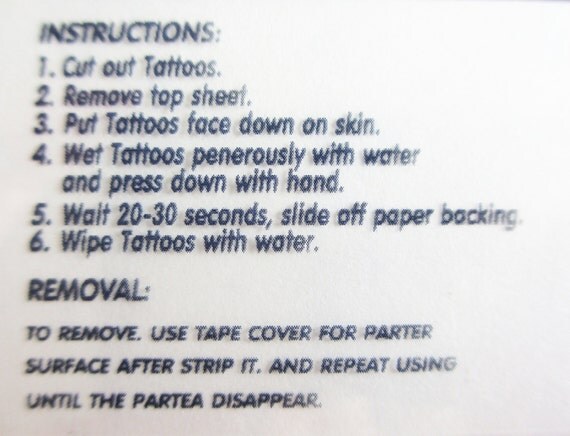 INSTRUCTIONS:
1. Cut out Tattoos.
2. Remove top sheet.
3. Put Tattoos face down on skin.
4. Wet Tattoos penerously with water
and press down with hand.
5. Wait 20-30 seconds, slide off paper backing.
6. Wipe Tattoos with water.
REMOVAL:
TO REMOVE. USE TAPE COVER FOR PARTER
SURFACE AFTER STRIP IT. AND REPEAT USING
UNTIL THE PARTEA DISAPPEAR.